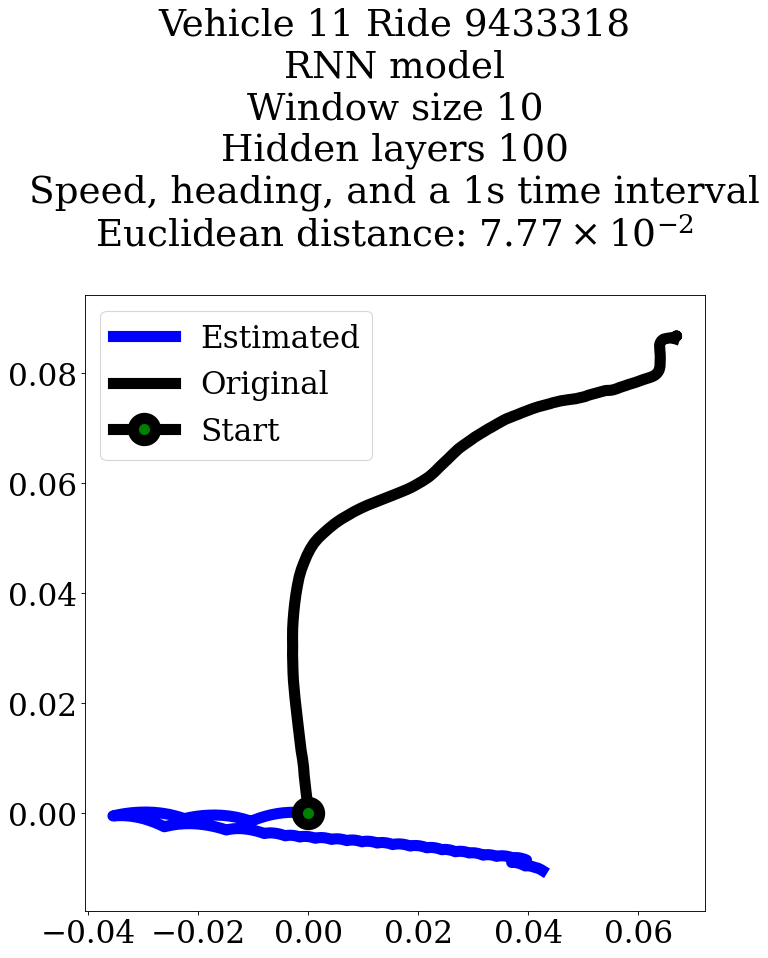 Vehicle 11 Ride 9433318
RNN model
Window size 10
Hidden layers 100
Speed, heading, and a 1s time interval
Euclidean distance: 7.77 × 10⁻²
Estimated
Original
Start
0.08
0.06
0.04
0.02
0.00
−0.04 −0.02 0.00 0.02 0.04 0.06